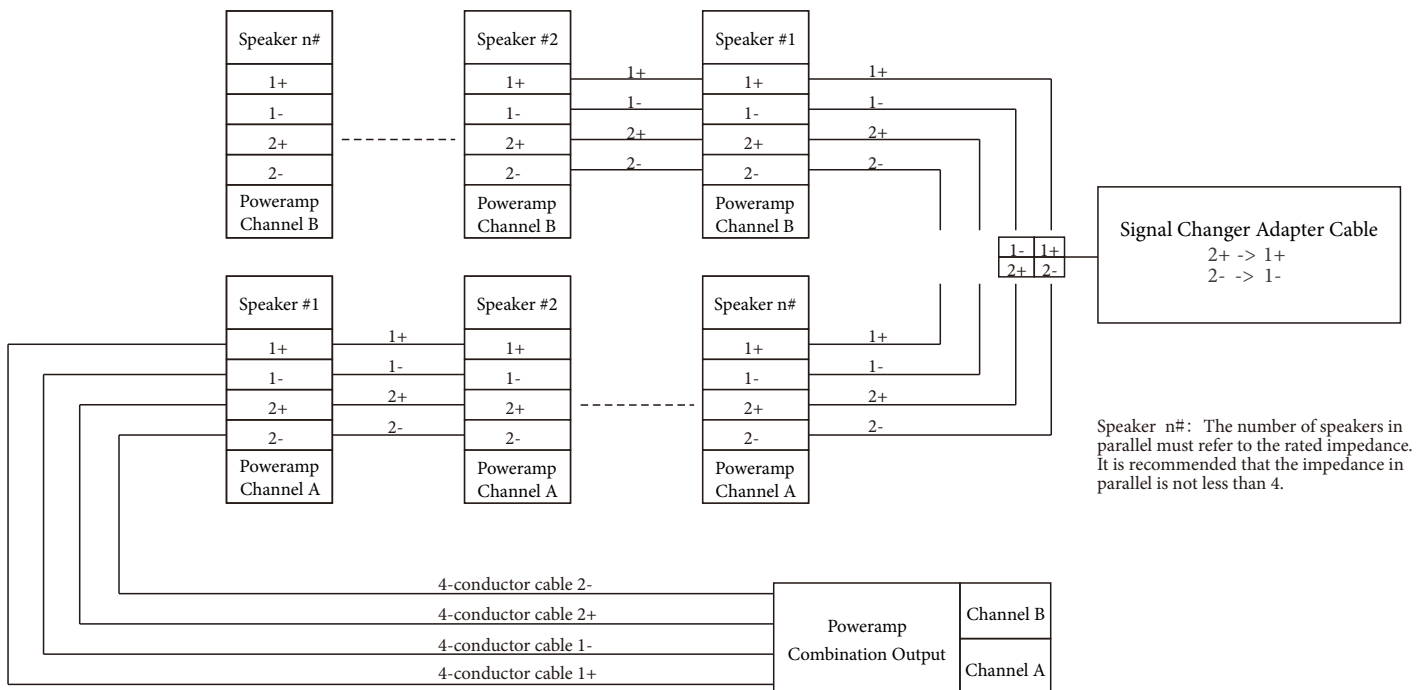 Speaker n#
1+
1-
2+
2-
Poweramp
Channel B
Speaker #2
1+
1-
2+
2-
Poweramp
Channel B
1+
1-
2+
2-
Speaker #1
1+
1-
2+
2-
Poweramp
Channel B
1+
1-
2+
2-
1- 1+
2+ 2-
Signal Changer Adapter Cable
2+ -> 1+
2- -> 1-
Speaker #1
1+
1-
2+
2-
Poweramp
Channel A
1+
1-
2+
2-
Speaker #2
1+
1-
2+
2-
Poweramp
Channel A
Speaker n#
1+
1-
2+
2-
Poweramp
Channel A
1+
1-
2+
2-
Speaker n#: The number of speakers in
parallel must refer to the rated impedance.
It is recommended that the impedance in
parallel is not less than 4.
4-conductor cable 2-
4-conductor cable 2+
4-conductor cable 1-
4-conductor cable 1+
Poweramp
Combination Output
Channel B
Channel A